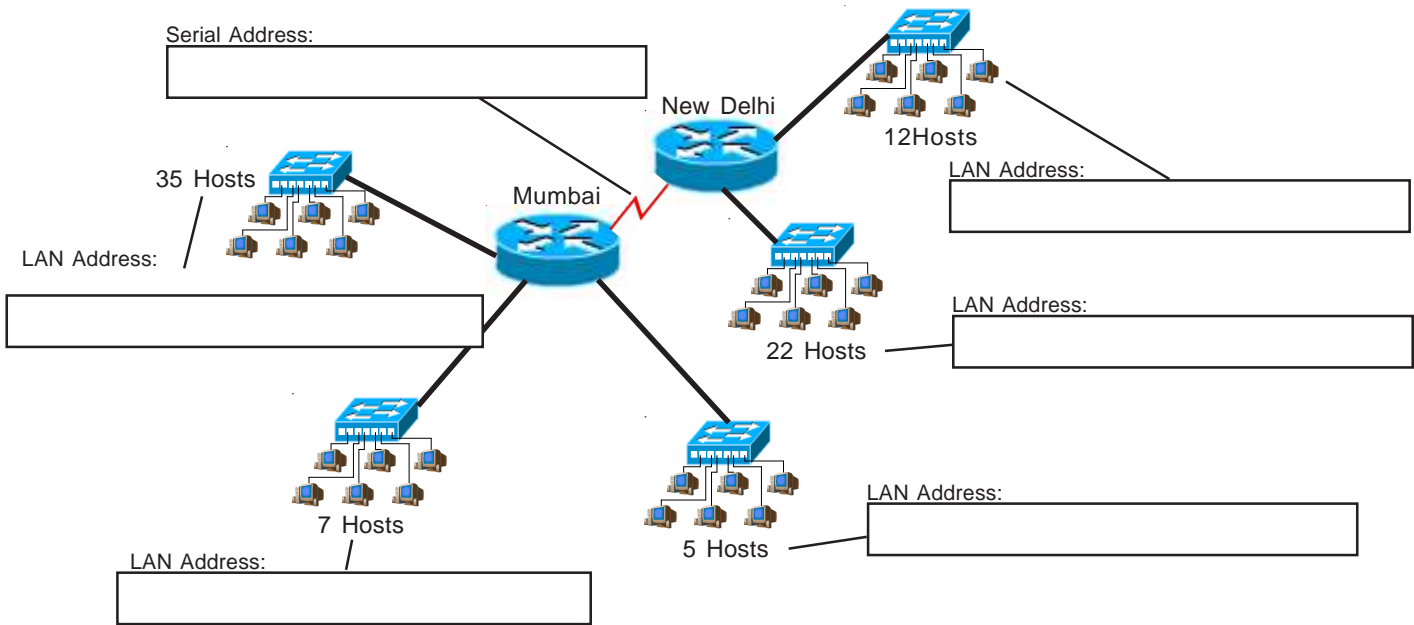 Serial Address:
New Delhi
12Hosts
LAN Address:
35 Hosts
Mumbai
LAN Address:
LAN Address:
22 Hosts
LAN Address:
7 Hosts
5 Hosts
LAN Address: